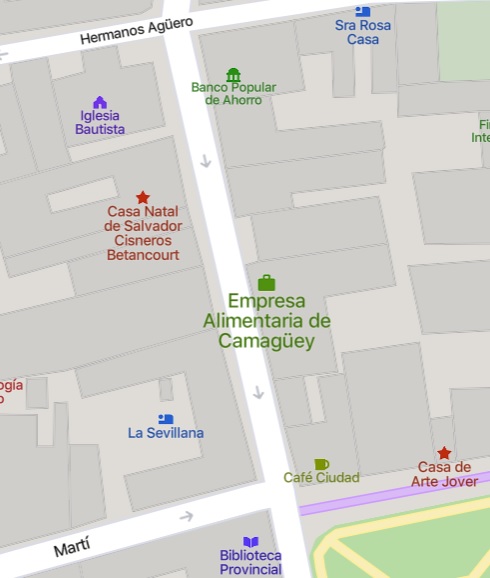 Hermanos Agüero
Sra Rosa
Casa
Banco Popular
de Ahorro
Iglesia
Bautista
Casa Natal
de Salvador
Cisneros
Betancourt
Empresa
Alimentaria de
Camagüey
La Sevillana
Café Ciudad
Casa de
Arte Jover
Martí
Biblioteca
Provincial